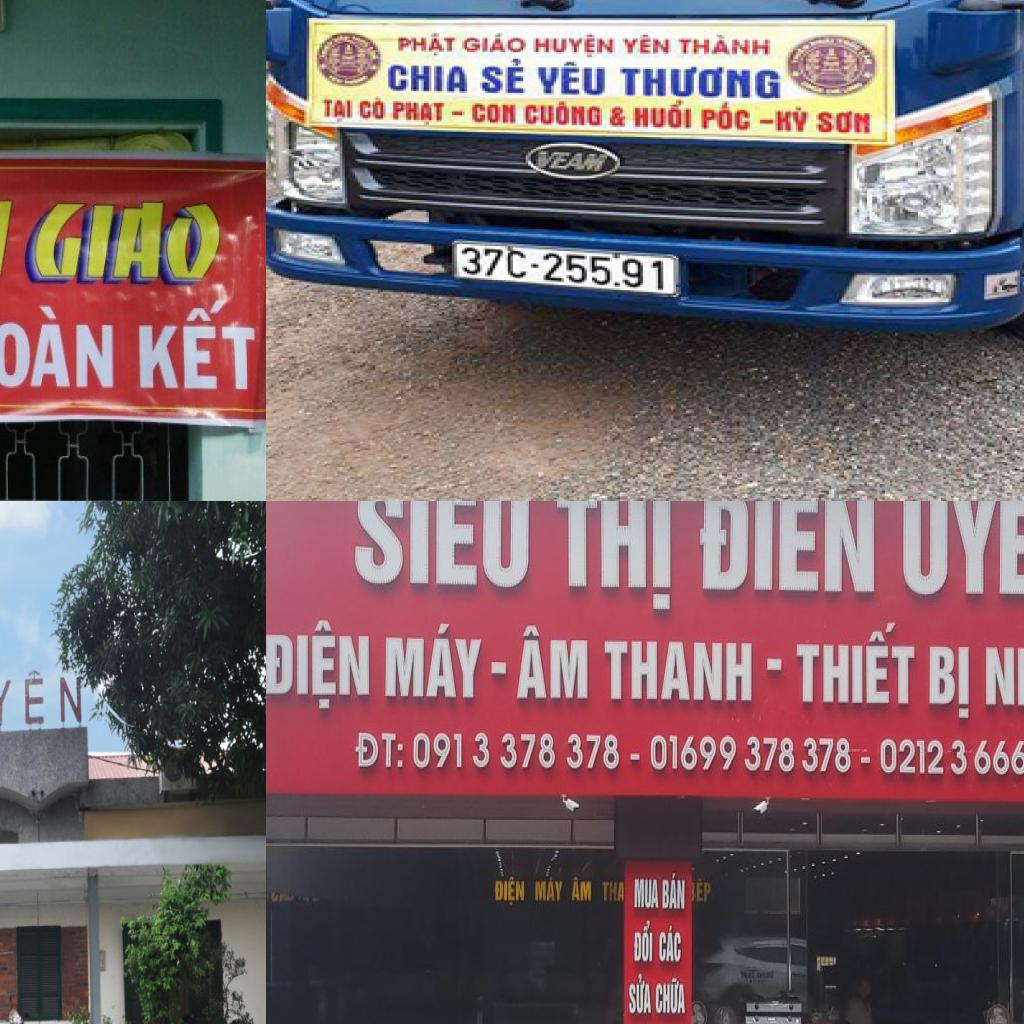 GIAO
KẾT
PHẬT GIÁO HUYỆN YÊN THÀNH
CHIA SẺ YÊU THƯƠNG
TẠI CÒ PHẠT - CON CUÔNG & HUỔI PỐC - KỲ SƠN
VEAM
37C-255.91
YÊN
SIÊU THỊ ĐIỆN
ĐIỆN MÁY - ÂM THANH - THIẾT BỊ
ĐT: 091 3 378 378 - 01699 378 378 - 0212 3 666
ĐIỆN MÁY ÂM
MUA BÁN
ĐỔI CÁC
SỬA CHỮA